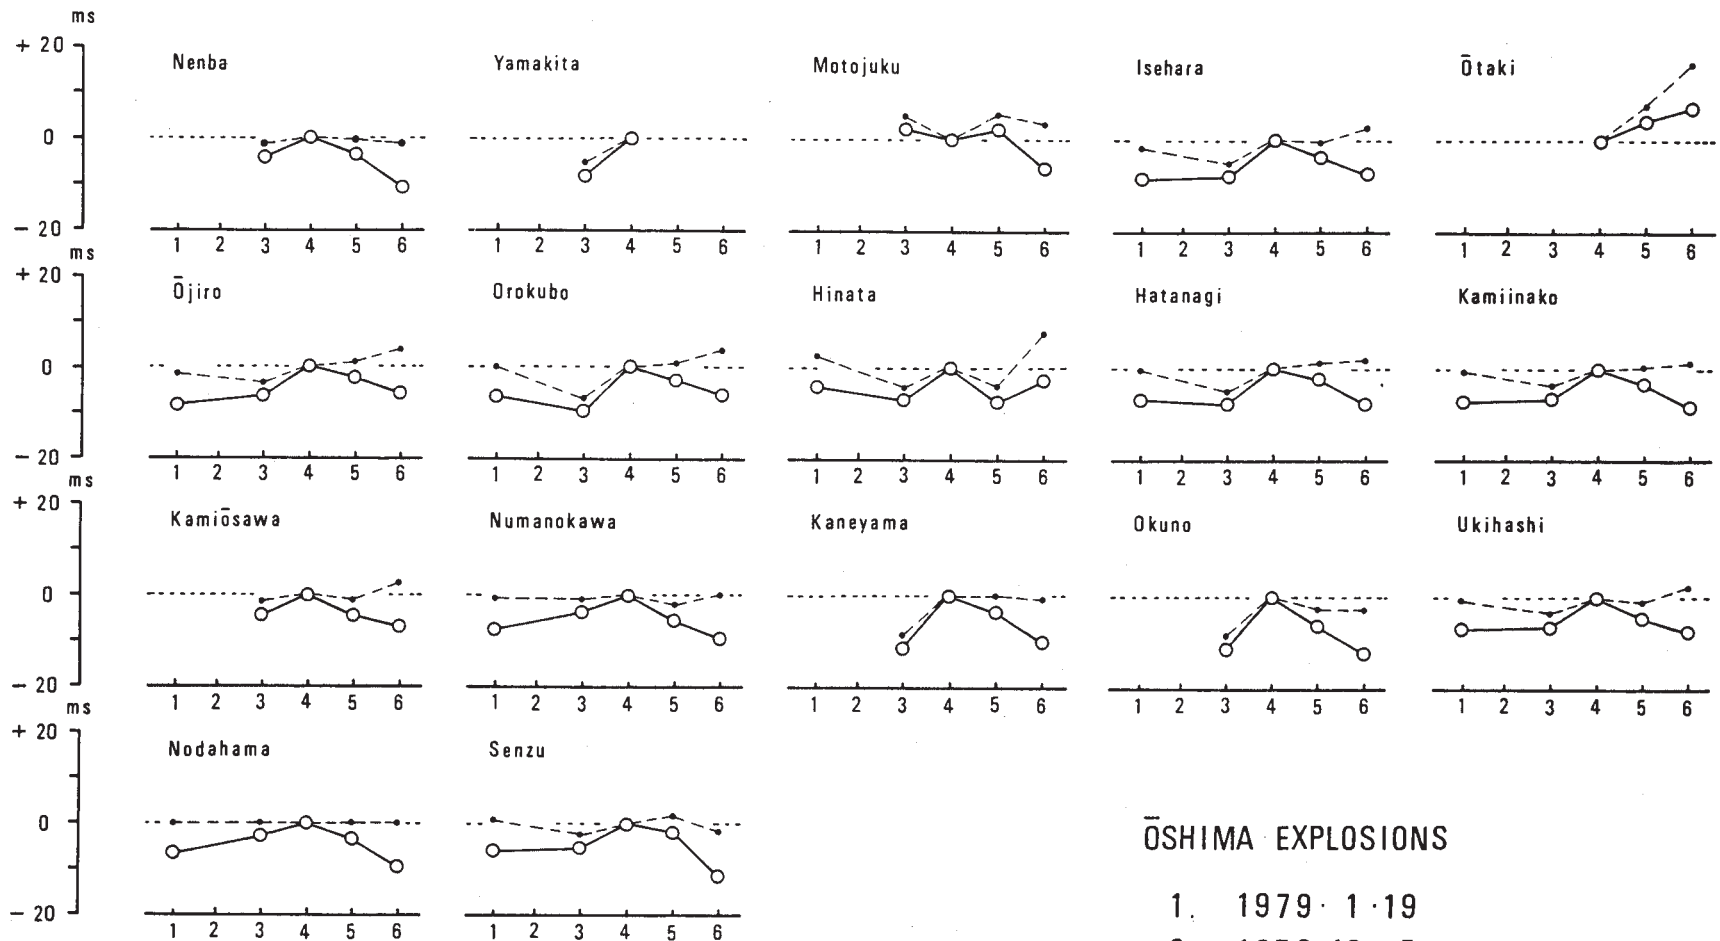 ms
+ 20
0
− 20
Nenba
1 2 3 4 5 6
Yamakita
1 2 3 4 5 6
Motojuku
1 2 3 4 5 6
Isehara
1 2 3 4 5 6
Ōtaki
1 2 3 4 5 6
ms
+ 20
0
− 20
Ōjiro
1 2 3 4 5 6
Orokubo
1 2 3 4 5 6
Hinata
1 2 3 4 5 6
Hatanagi
1 2 3 4 5 6
Kamiinako
1 2 3 4 5 6
ms
+ 20
0
− 20
Kamiōsawa
1 2 3 4 5 6
Numanokawa
1 2 3 4 5 6
Kaneyama
1 2 3 4 5 6
Okuno
1 2 3 4 5 6
Ukihashi
1 2 3 4 5 6
ms
+ 20
0
− 20
Nodahama
1 2 3 4 5 6
Senzu
1 2 3 4 5 6
ŌSHIMA EXPLOSIONS
1. 1979· 1·19